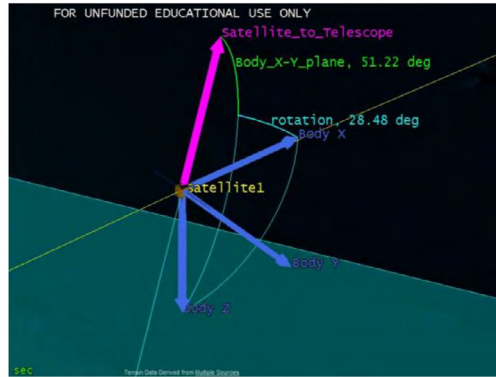 FOR UNFUNDED EDUCATIONAL USE ONLY
Satellite_to_Telescope
Body_X-Y_plane, 51.22 deg
rotation, 28.48 deg
Body X
Satellite1
Body Y
Body Z
sec
Terrain Data Derived from Multiple Sources